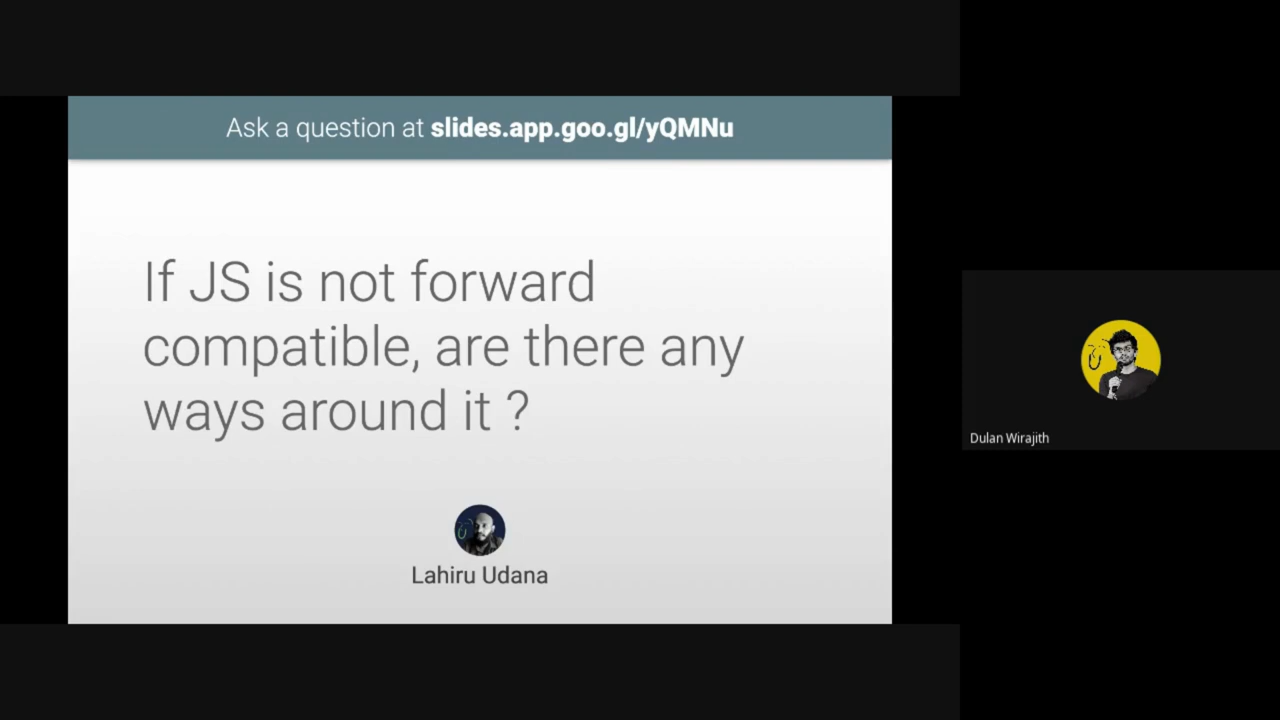 Ask a question at slides.app.goo.gl/yQMNu
If JS is not forward
compatible, are there any
ways around it ?
Lahiru Udana
Dulan Wirajith